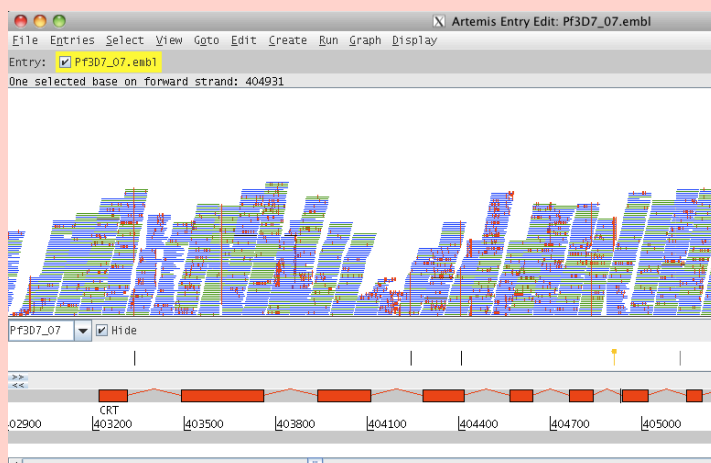 Artemis Entry Edit: Pf3D7_07.embl
File Entries Select View Goto Edit Create Run Graph Display
Entry: Pf3D7_07.embl
One selected base on forward strand: 404931
Pf3D7_07 Hide
>>
<<
CRT
402900 403200 403500 403800 404100 404400 404700 405000